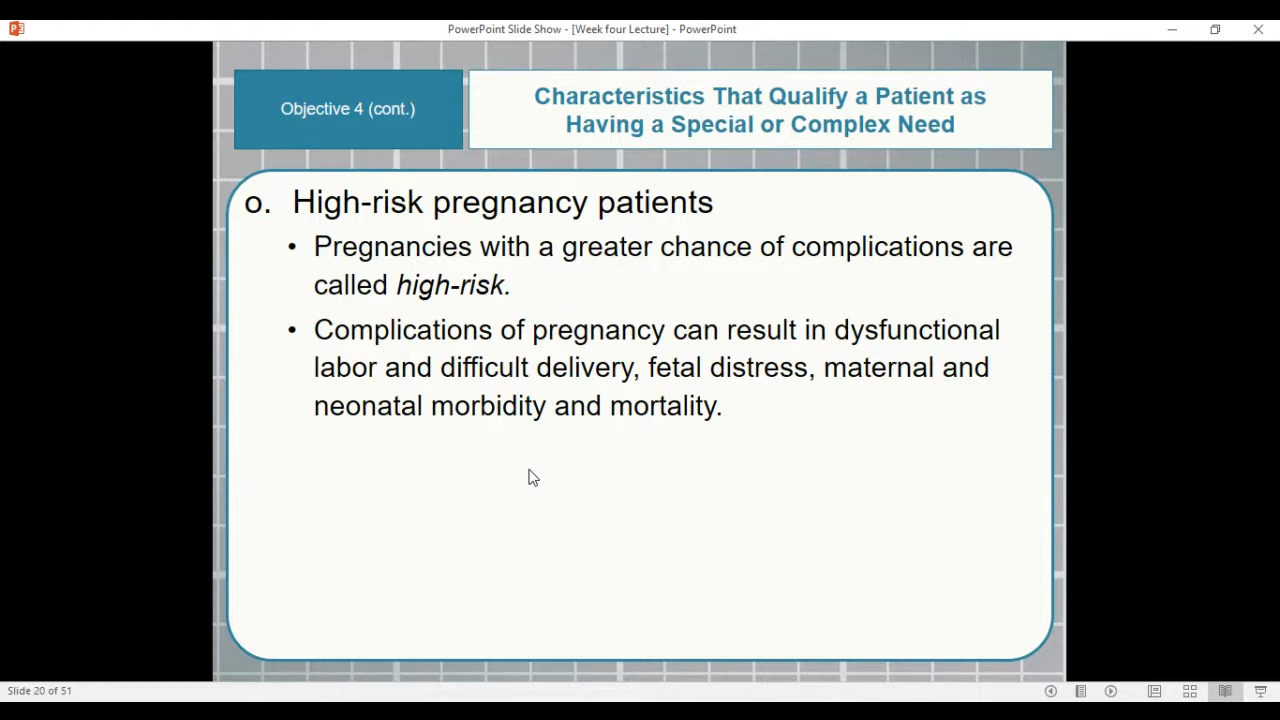 PowerPoint Slide Show - [Week four Lecture] - PowerPoint
Objective 4 (cont.)
Characteristics That Qualify a Patient as
Having a Special or Complex Need
o. High-risk pregnancy patients
• Pregnancies with a greater chance of complications are
called high-risk.
• Complications of pregnancy can result in dysfunctional
labor and difficult delivery, fetal distress, maternal and
neonatal morbidity and mortality.
Slide 20 of 51